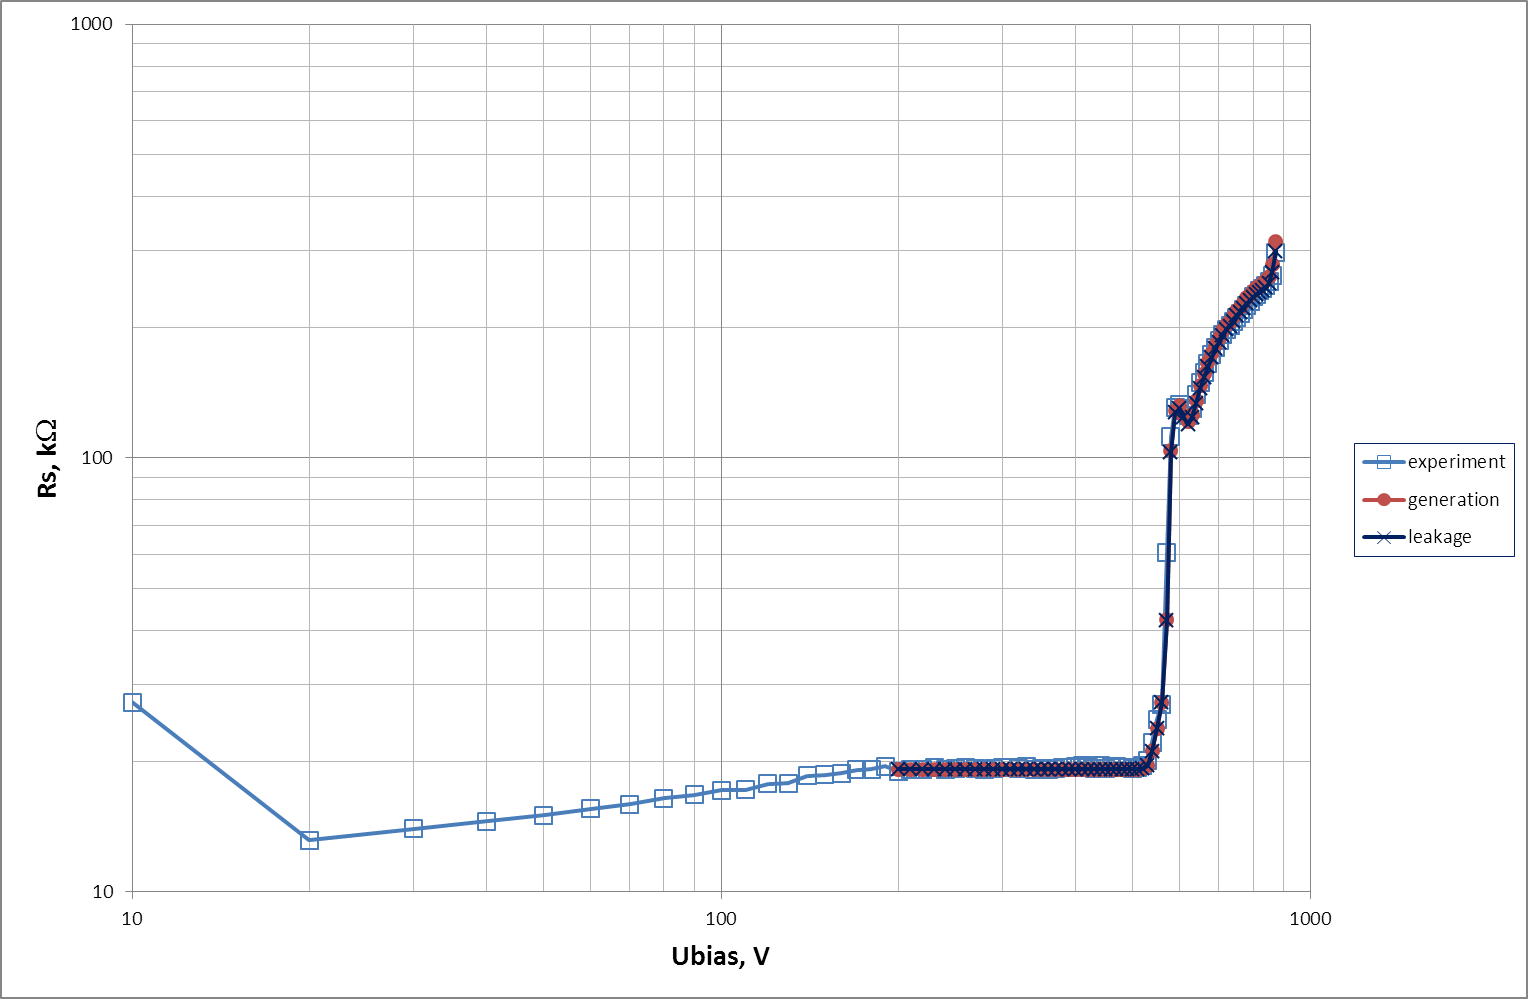 1000
100
10
Rs, kΩ
10
100
1000
Ubias, V
experiment
generation
leakage